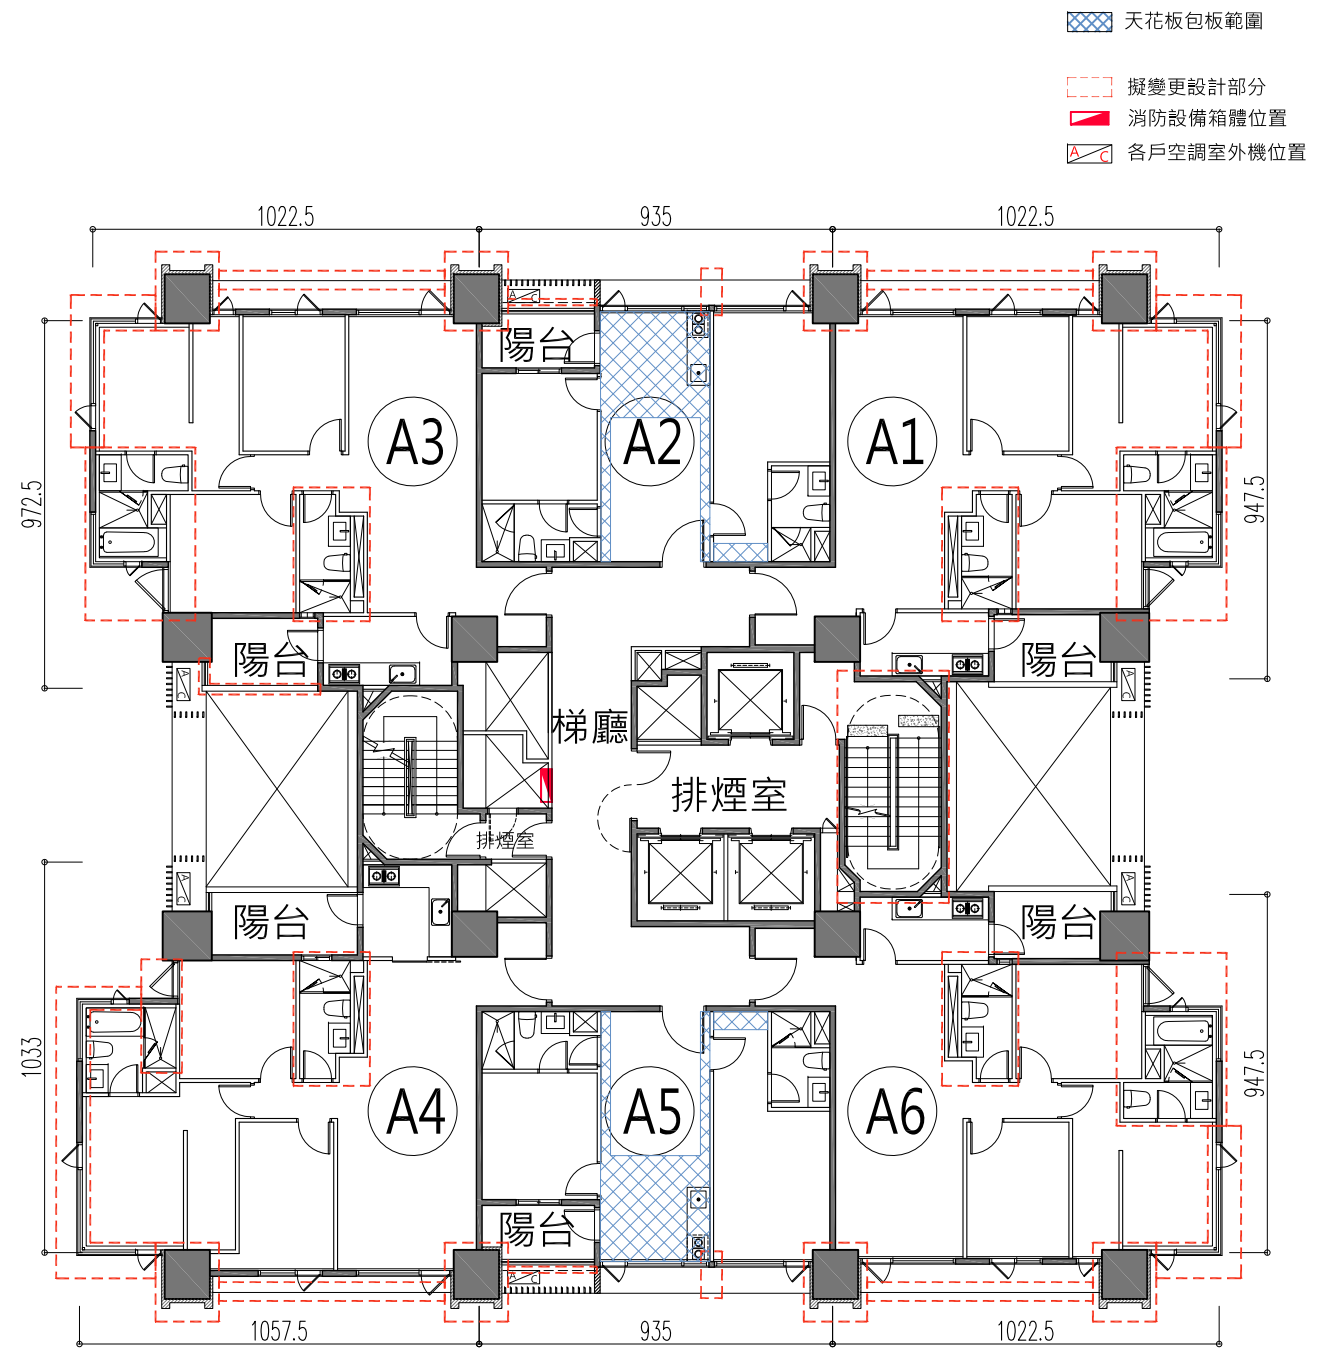 天花板包板範圍
擬變更設計部分
消防設備箱體位置
A C 各戶空調室外機位置
1022.5 935 1022.5
A C
陽台
A3 A2 A1
972.5 947.5
陽台 陽台
A C A C
梯廳
排煙室
排煙室
A C A C
陽台 陽台
1033 947.5
A4 A5 A6
陽台
A C
1057.5 935 1022.5